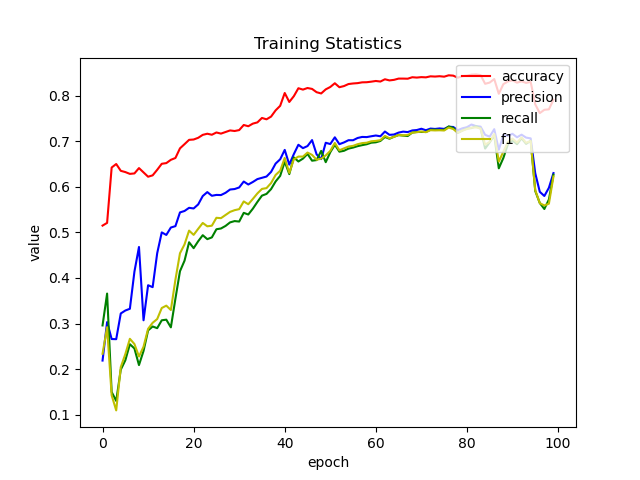 Training Statistics
accuracy
precision
recall
f1
value
0.8
0.7
0.6
0.5
0.4
0.3
0.2
0.1
0 20 40 60 80 100
epoch